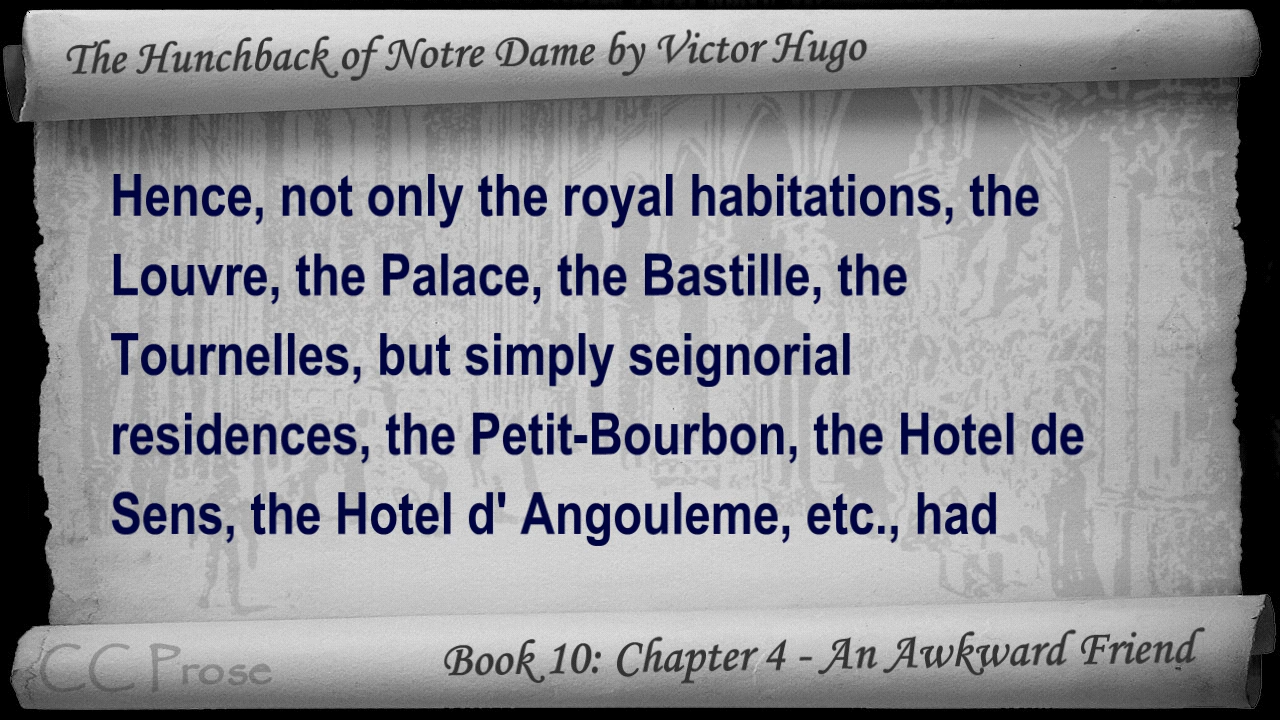 The Hunchback of Notre Dame by Victor Hugo
Hence, not only the royal habitations, the
Louvre, the Palace, the Bastille, the
Tournelles, but simply seignorial
residences, the Petit-Bourbon, the Hotel de
Sens, the Hotel d' Angouleme, etc., had
CC Prose
Book 10: Chapter 4 - An Awkward Friend